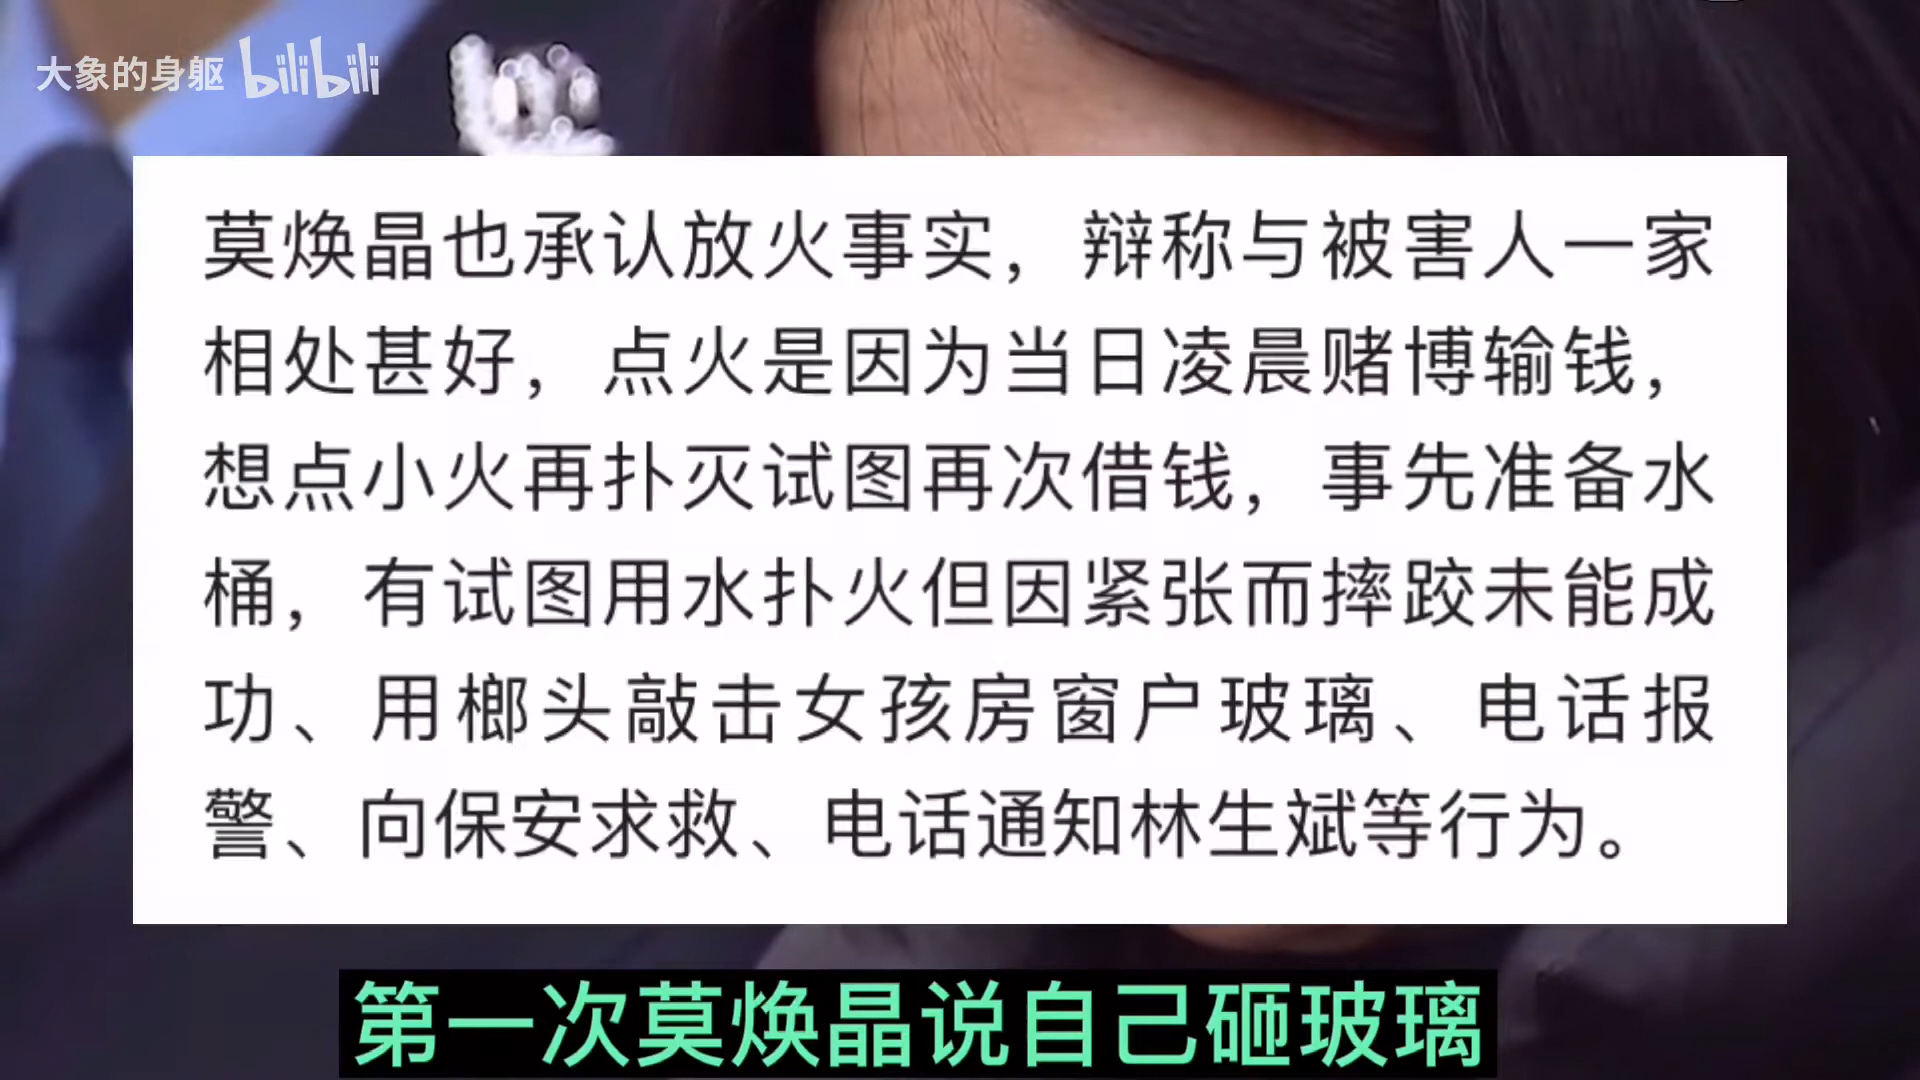 大象的身躯 bilibili
莫焕晶也承认放火事实，辩称与被害人一家
相处甚好，点火是因为当日凌晨赌博输钱，
想点小火再扑灭试图再次借钱，事先准备水
桶，有试图用水扑火但因紧张而摔跤未能成
功、用榔头敲击女孩房窗户玻璃、电话报
警、向保安求救、电话通知林生斌等行为。
第一次莫焕晶说自己砸玻璃